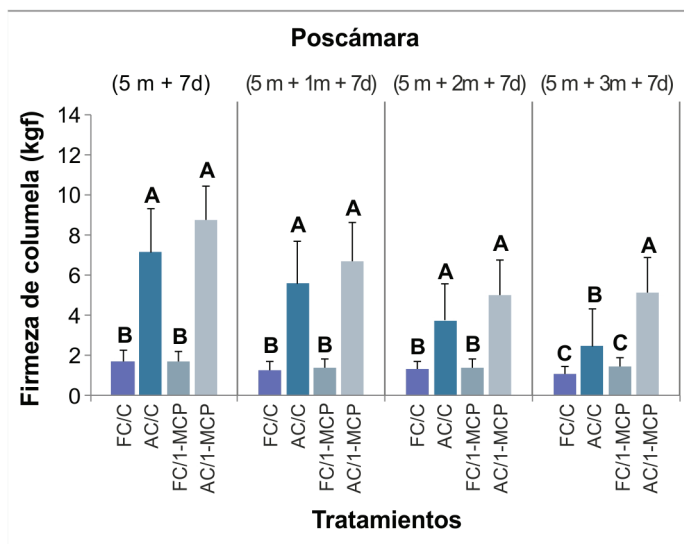 Poscámara
(5 m + 7d) (5 m + 1m + 7d) (5 m + 2m + 7d) (5 m + 3m + 7d)
Firmeza de columela (kgf)
14
12
10
8
6
4
2
0
B A B A
B A B A
B A B A
C B C A
FC/C AC/C FC/1-MCP AC/1-MCP
FC/C AC/C FC/1-MCP AC/1-MCP
FC/C AC/C FC/1-MCP AC/1-MCP
FC/C AC/C FC/1-MCP AC/1-MCP
Tratamientos